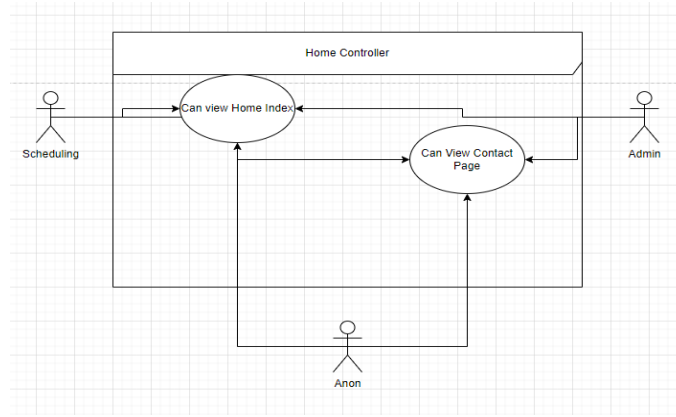 Home Controller
Can view Home Index
Can View Contact
Page
Scheduling
Admin
Anon